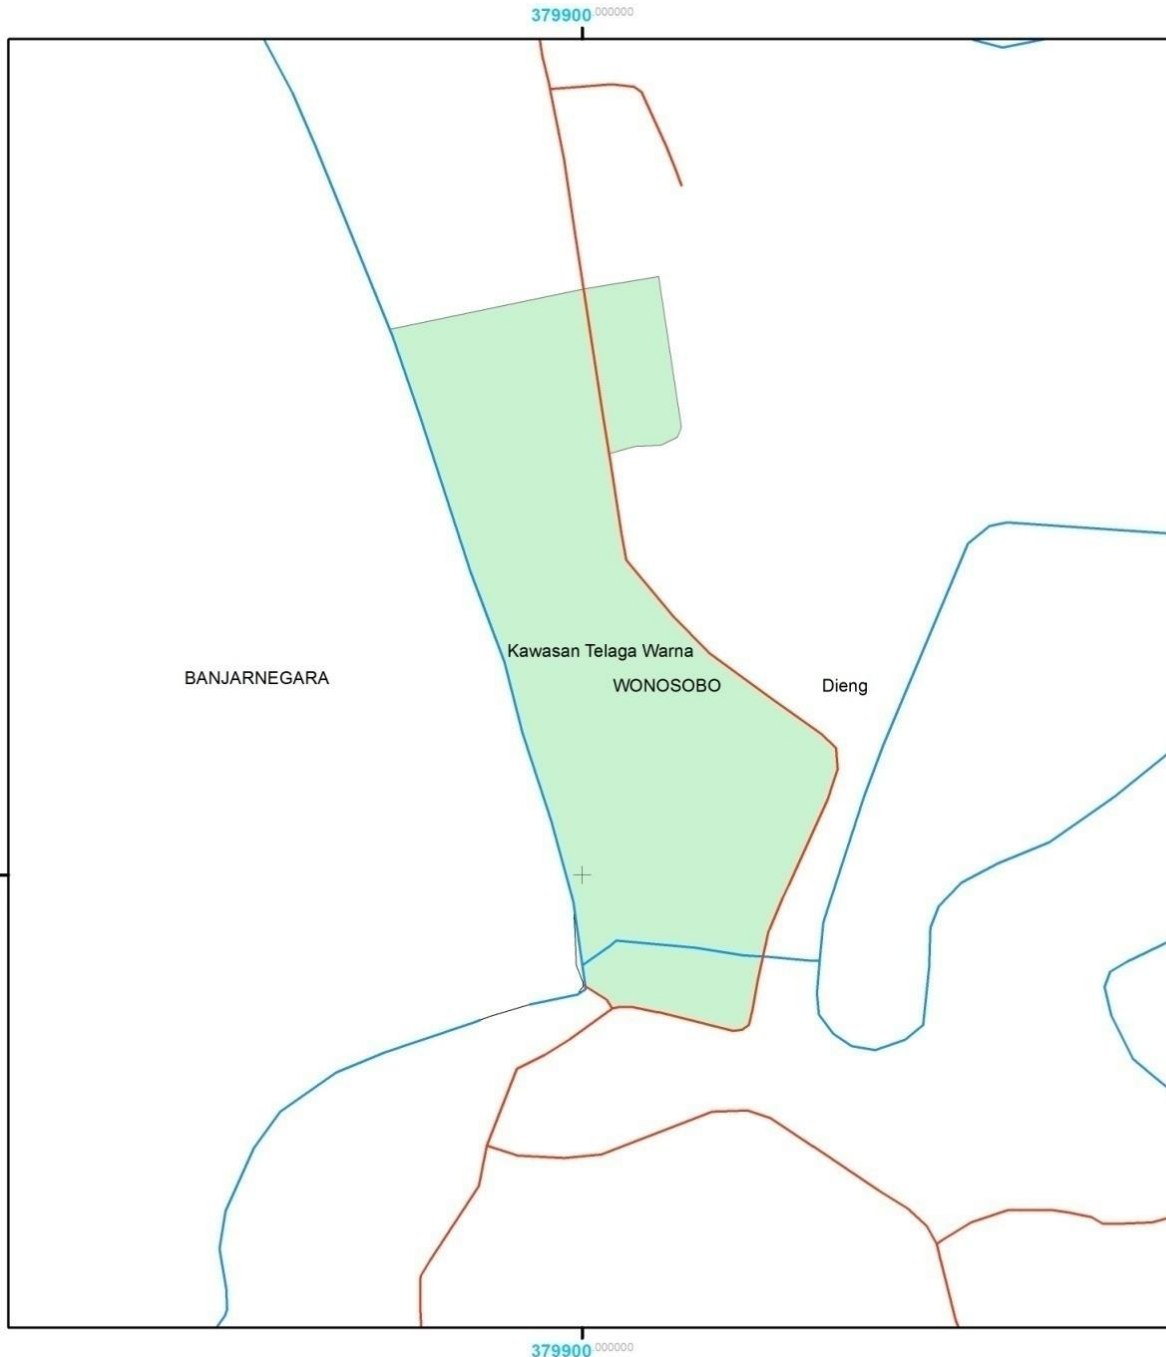 379900.000000
Kawasan Telaga Warna
BANJARNEGARA
WONOSOBO
Dieng
379900.000000